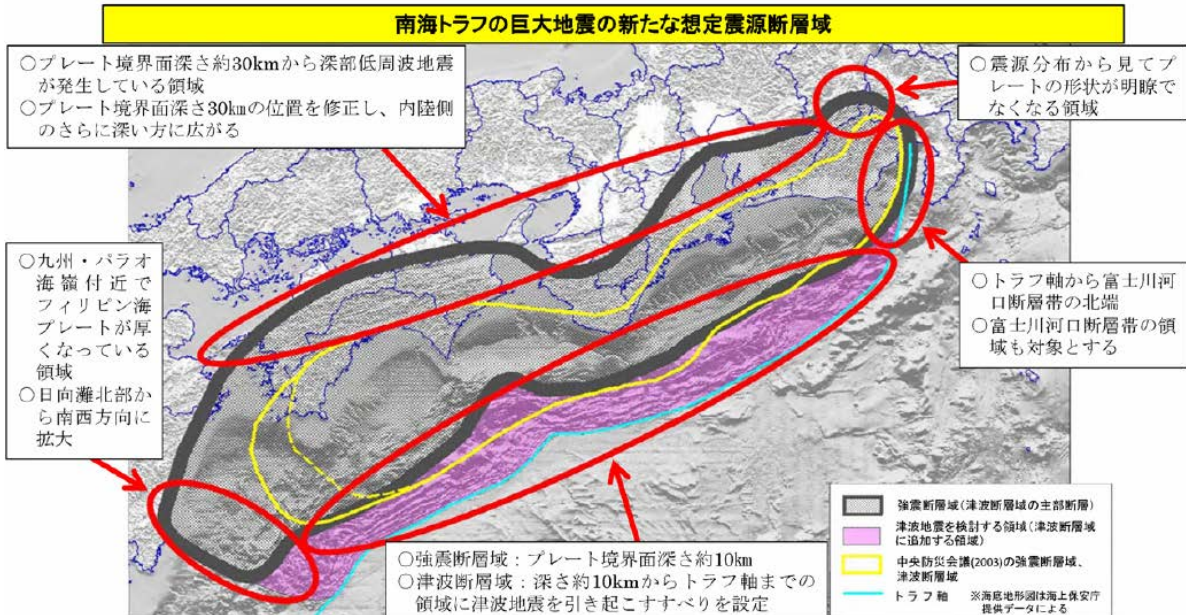 南海トラフの巨大地震の新たな想定震源断層域
○プレート境界面深さ約30kmから深部低周波地震
が発生している領域
○プレート境界面深さ30㎞の位置を修正し、内陸側
のさらに深い方に広がる
○震源分布から見てプ
レートの形状が明瞭で
なくなる領域
○九州・パラオ
海嶺付近で
フィリピン海
プレートが厚
くなっている
領域
○日向灘北部か
ら南西方向に
拡大
○トラフ軸から富士川河
口断層帯の北端
○富士川河口断層帯の領
域も対象とする
○強震断層域：プレート境界面深さ約10㎞
○津波断層域：深さ約10kmからトラフ軸までの
領域に津波地震を引き起こすすべりを設定
強震断層域(津波断層域の主部断層)
津波地震を検討する領域(津波断層域
に追加する領域)
中央防災会議(2003)の強震断層域、
津波断層域
トラフ軸
※海底地形図は海上保安庁
提供データによる